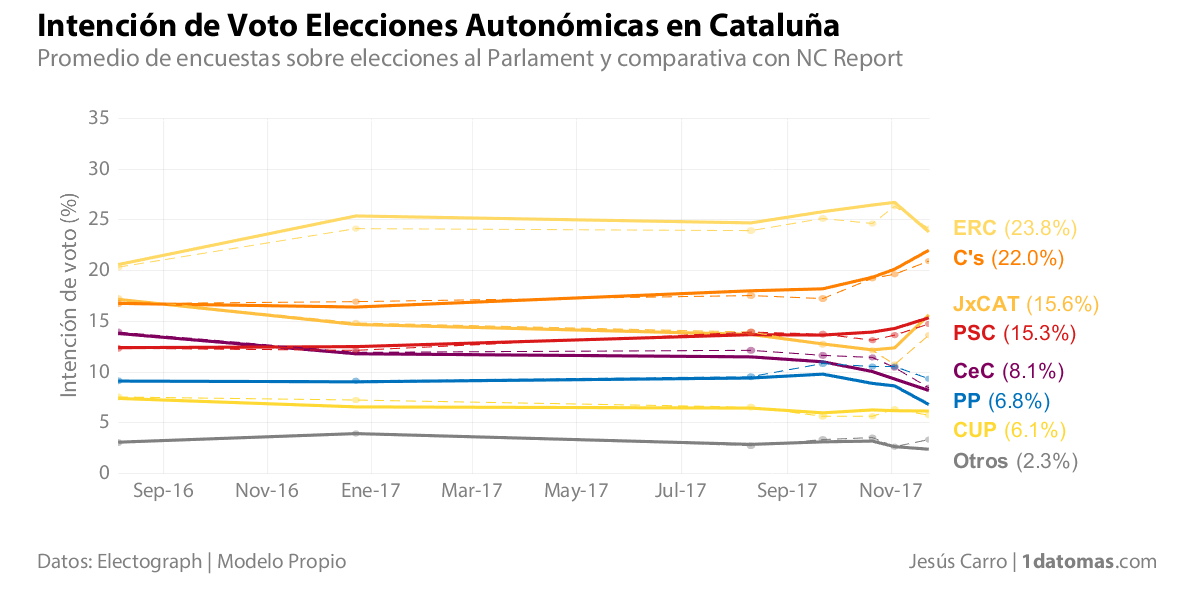 Intención de Voto Elecciones Autonómicas en Cataluña
Promedio de encuestas sobre elecciones al Parlament y comparativa con NC Report
Intención de voto (%)
35
30
25
20
15
10
5
0
Sep-16 Nov-16 Ene-17 Mar-17 May-17 Jul-17 Sep-17 Nov-17
ERC (23.8%)
C's (22.0%)
JxCAT (15.6%)
PSC (15.3%)
CeC (8.1%)
PP (6.8%)
CUP (6.1%)
Otros (2.3%)
Datos: Electograph | Modelo Propio
Jesús Carro | 1datomas.com